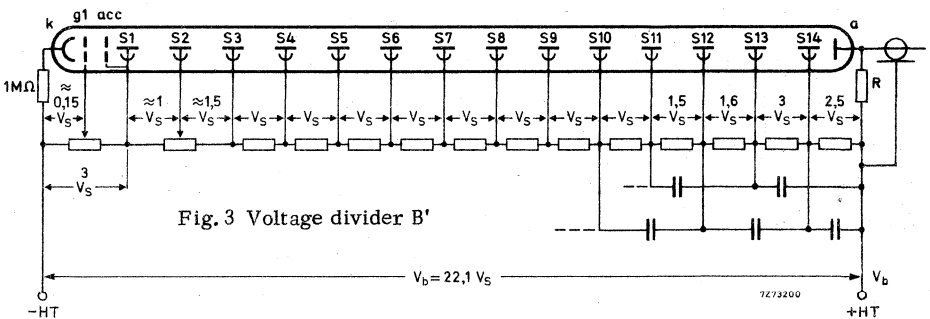 k g1 acc S1 S2 S3 S4 S5 S6 S7 S8 S9 S10 S11 S12 S13 S14 a
1MΩ R
≈ 0,15 VS
≈1 VS
≈1,5 VS
VS
VS
VS
VS
VS
VS
VS
VS
1,5 VS
1,6 VS
3 VS
2,5 VS
3 VS
Fig. 3 Voltage divider B'
Vb=22,1 VS
Vb
7Z73200
-HT
+HT